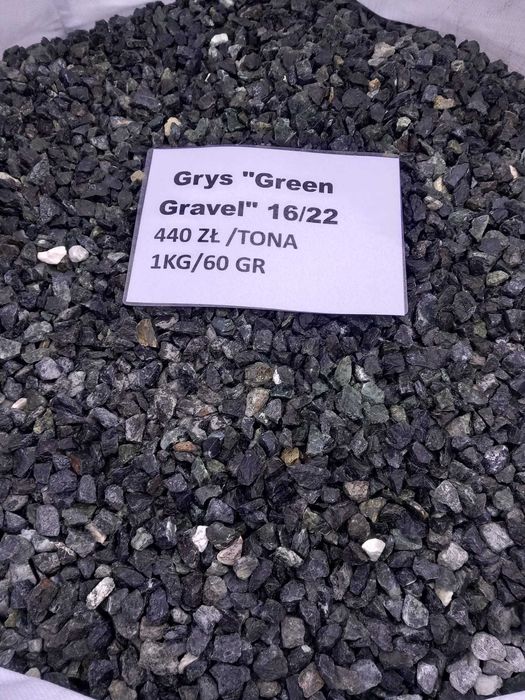 Grys "Green
Gravel" 16/22
440 ZŁ /TONA
1KG/60 GR